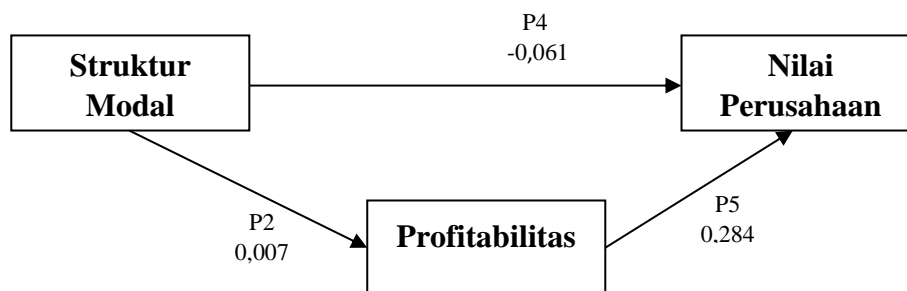 P4
-0,061
Struktur
Modal
Nilai
Perusahaan
P2
0,007
Profitabilitas
P5
0,284